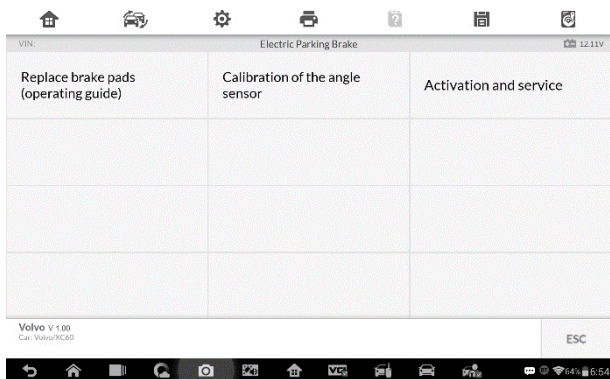 VIN:
Electric Parking Brake
12.11V
Replace brake pads
(operating guide)
Calibration of the angle
sensor
Activation and service
Volvo V 1.00
Car: Volvo/XC60
ESC
64%
6:54